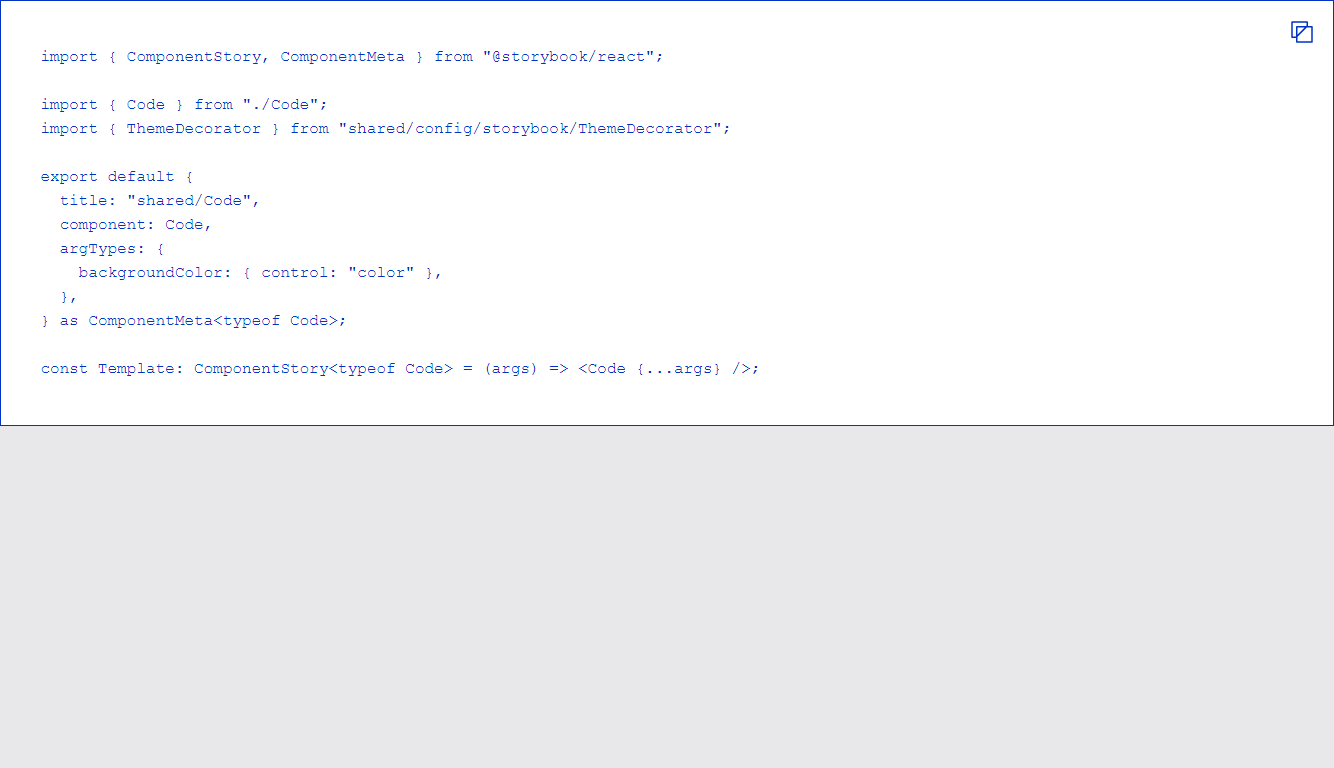 import { ComponentStory, ComponentMeta } from "@storybook/react";
import { Code } from "./Code";
import { ThemeDecorator } from "shared/config/storybook/ThemeDecorator";
export default {
  title: "shared/Code",
  component: Code,
  argTypes: {
    backgroundColor: { control: "color" },
  },
} as ComponentMeta<typeof Code>;
const Template: ComponentStory<typeof Code> = (args) => <Code {...args} />;